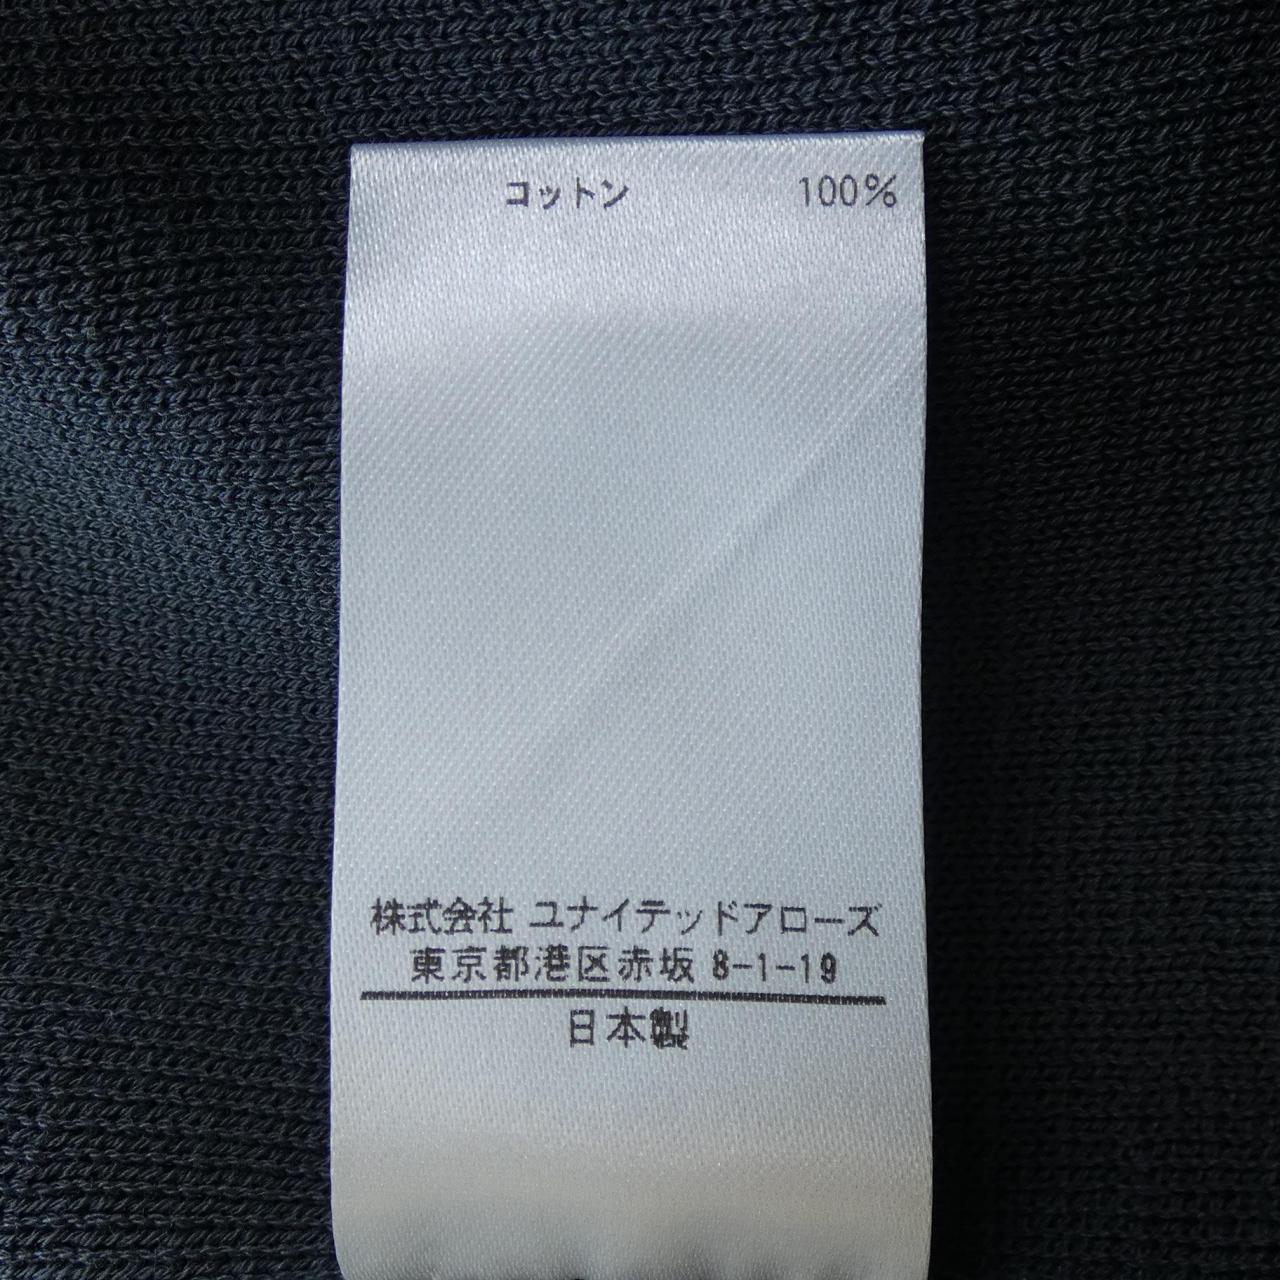 コットン 100%
株式会社 ユナイテッドアローズ
東京都港区赤坂 8-1-19
日本製